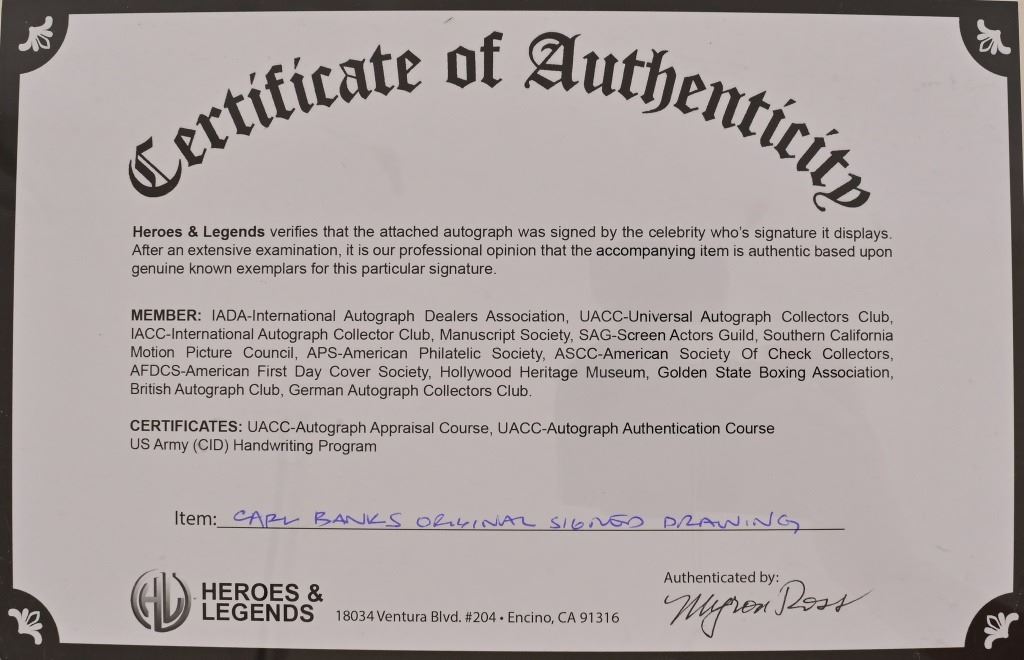 Certificate of Authenticity
Heroes & Legends verifies that the attached autograph was signed by the celebrity who's signature it displays.
After an extensive examination, it is our professional opinion that the accompanying item is authentic based upon
genuine known exemplars for this particular signature.
MEMBER: IADA-International Autograph Dealers Association, UACC-Universal Autograph Collectors Club,
IACC-International Autograph Collector Club, Manuscript Society, SAG-Screen Actors Guild, Southern California
Motion Picture Council, APS-American Philatelic Society, ASCC-American Society Of Check Collectors,
AFDCS-American First Day Cover Society, Hollywood Heritage Museum, Golden State Boxing Association,
British Autograph Club, German Autograph Collectors Club.
CERTIFICATES: UACC-Autograph Appraisal Course, UACC-Autograph Authentication Course
US Army (CID) Handwriting Program
Item: CARL BANKS ORIGINAL SIGNED DRAWING
HL HEROES &
LEGENDS
18034 Ventura Blvd. #204 • Encino, CA 91316
Authenticated by:
Myron Ross